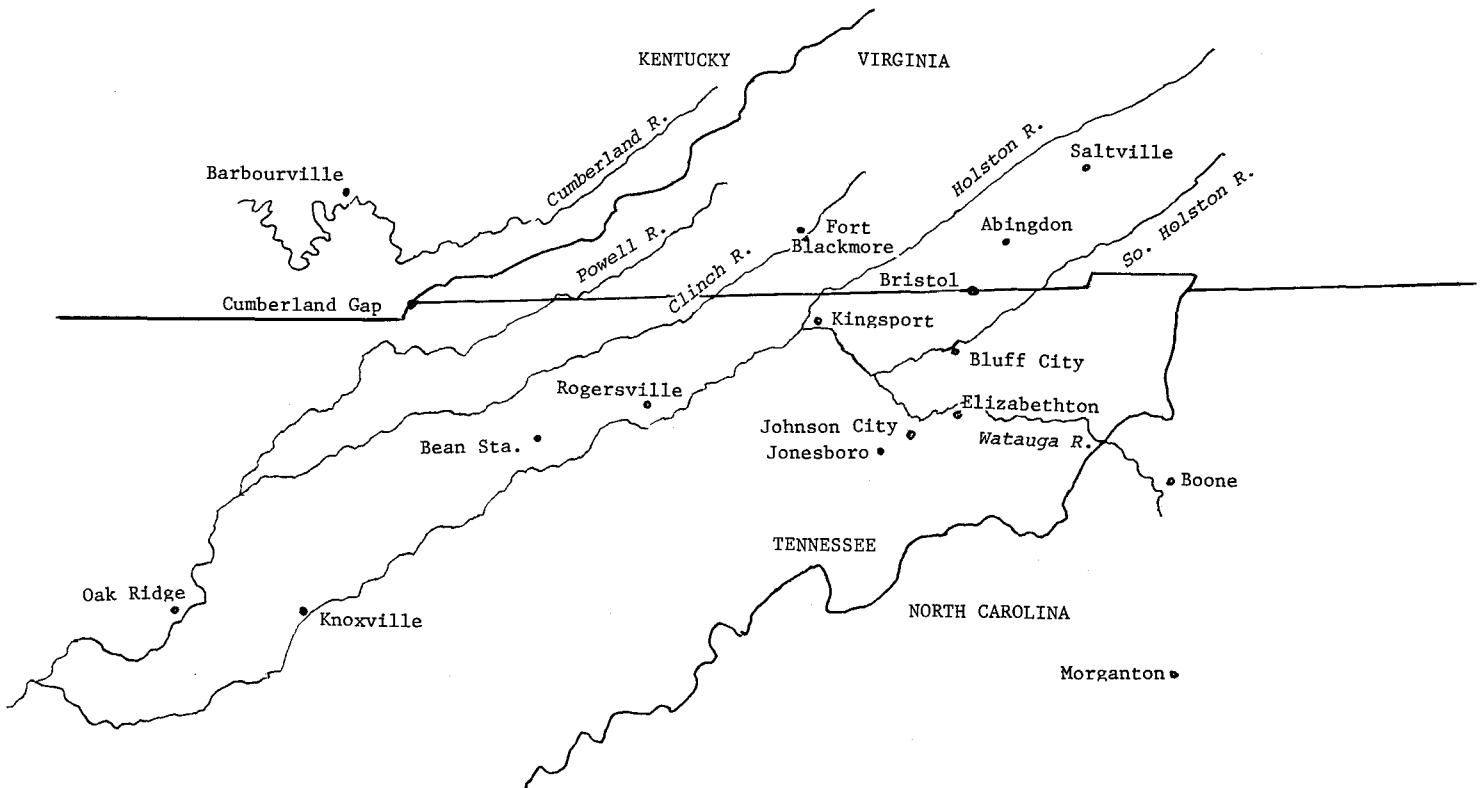 KENTUCKY
VIRGINIA
Cumberland R.
Holston R.
Saltville
Barbourville
So. Holston R.
Powell R.
Fort
Blackmore
Abingdon
Clinch R.
Bristol
Cumberland Gap
Kingsport
Bluff City
Rogersville
Elizabethton
Johnson City
Watauga R.
Bean Sta.
Jonesboro
Boone
TENNESSEE
Oak Ridge
NORTH CAROLINA
Knoxville
Morganton